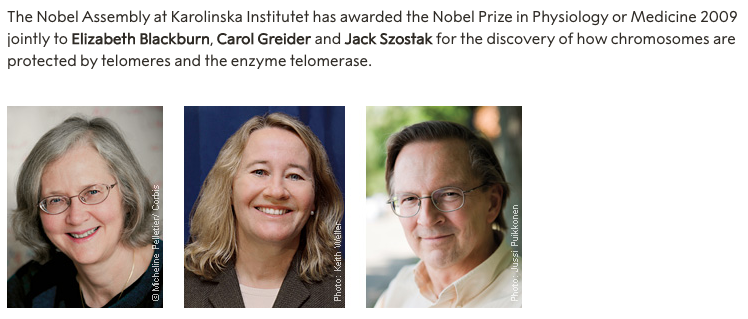 The Nobel Assembly at Karolinska Institutet has awarded the Nobel Prize in Physiology or Medicine 2009
jointly to Elizabeth Blackburn, Carol Greider and Jack Szostak for the discovery of how chromosomes are
protected by telomeres and the enzyme telomerase.
© Micheline Pelletier/ Corbis
Photo: Keith Weller
Photo: Jussi Puikkonen